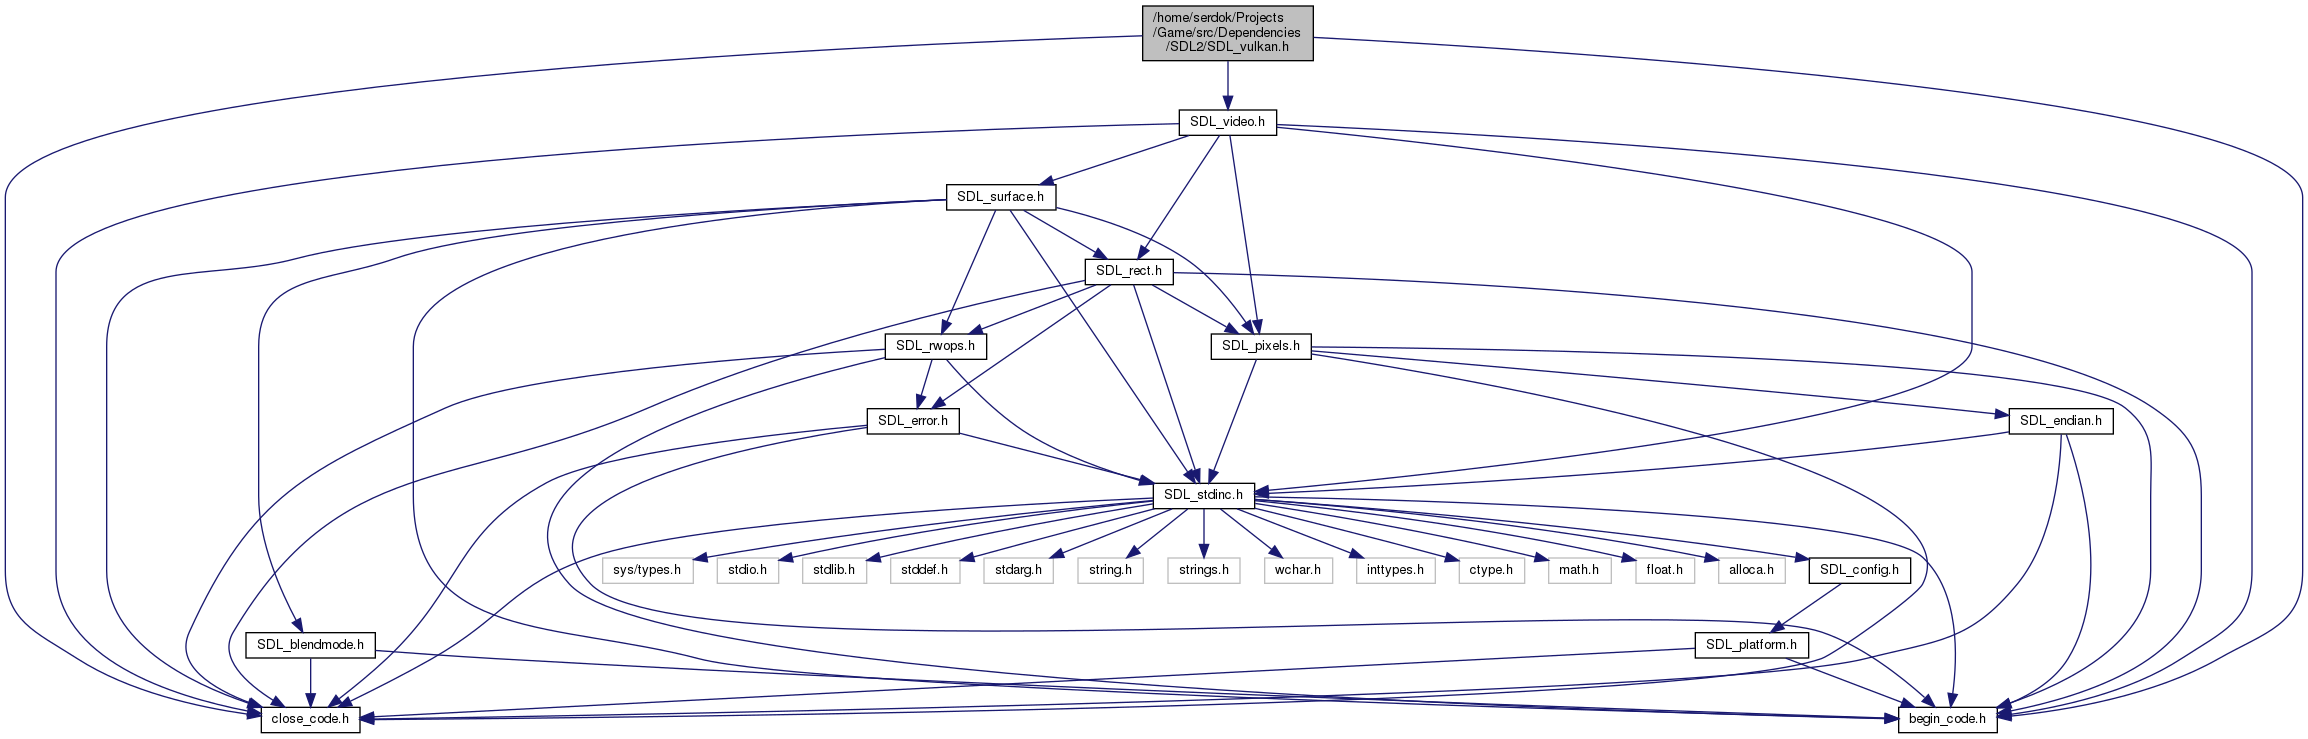 /home/serdok/Projects
/Game/src/Dependencies
/SDL2/SDL_vulkan.h
SDL_video.h
SDL_surface.h
SDL_rect.h
SDL_rwops.h
SDL_pixels.h
SDL_error.h
SDL_endian.h
SDL_stdinc.h
sys/types.h
stdio.h
stdlib.h
stddef.h
stdarg.h
string.h
strings.h
wchar.h
inttypes.h
ctype.h
math.h
float.h
alloca.h
SDL_config.h
SDL_blendmode.h
SDL_platform.h
close_code.h
begin_code.h